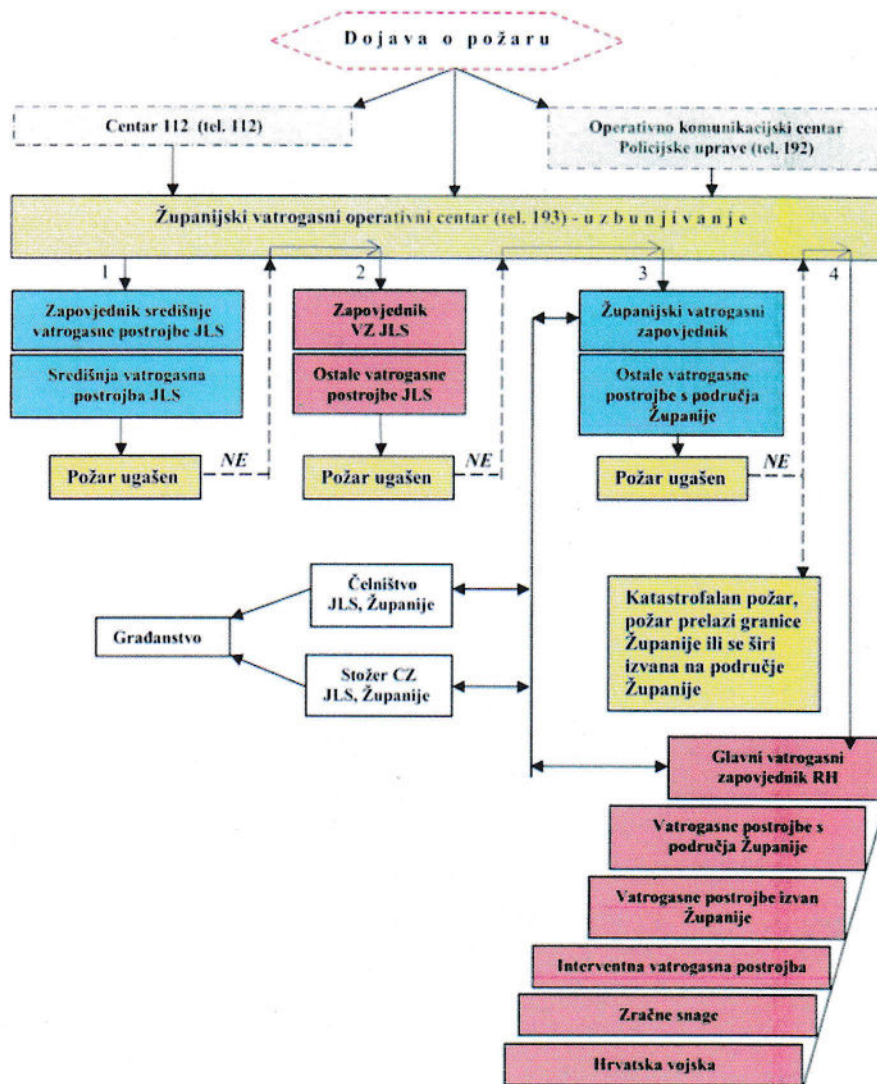 Dojava o požaru
Centar 112 (tel. 112)
Operativno komunikacijski centar
Policijske uprave (tel. 192)
Županijski vatrogasni operativni centar (tel. 193) - uzbunjivanje
1
2
3
4
Zapovjednik središnje
vatrogasne postrojbe JLS
Središnja vatrogasna
postrojba JLS
Požar ugašen
NE
Zapovjednik
VZ JLS
Ostale vatrogasne
postrojbe JLS
Požar ugašen
NE
Županijski vatrogasni
zapovjednik
Ostale vatrogasne
postrojbe s područja
Županije
Požar ugašen
NE
Čelništvo
JLS, Županije
Građanstvo
Stožer CZ
JLS, Županije
Katastrofalan požar,
požar prelazi granice
Županije ili se širi
izvana na područje
Županije
Glavni vatrogasni
zapovjednik RH
Vatrogasne postrojbe s
područja Županije
Vatrogasne postrojbe izvan
Županije
Interventna vatrogasna postrojba
Zračne snage
Hrvatska vojska